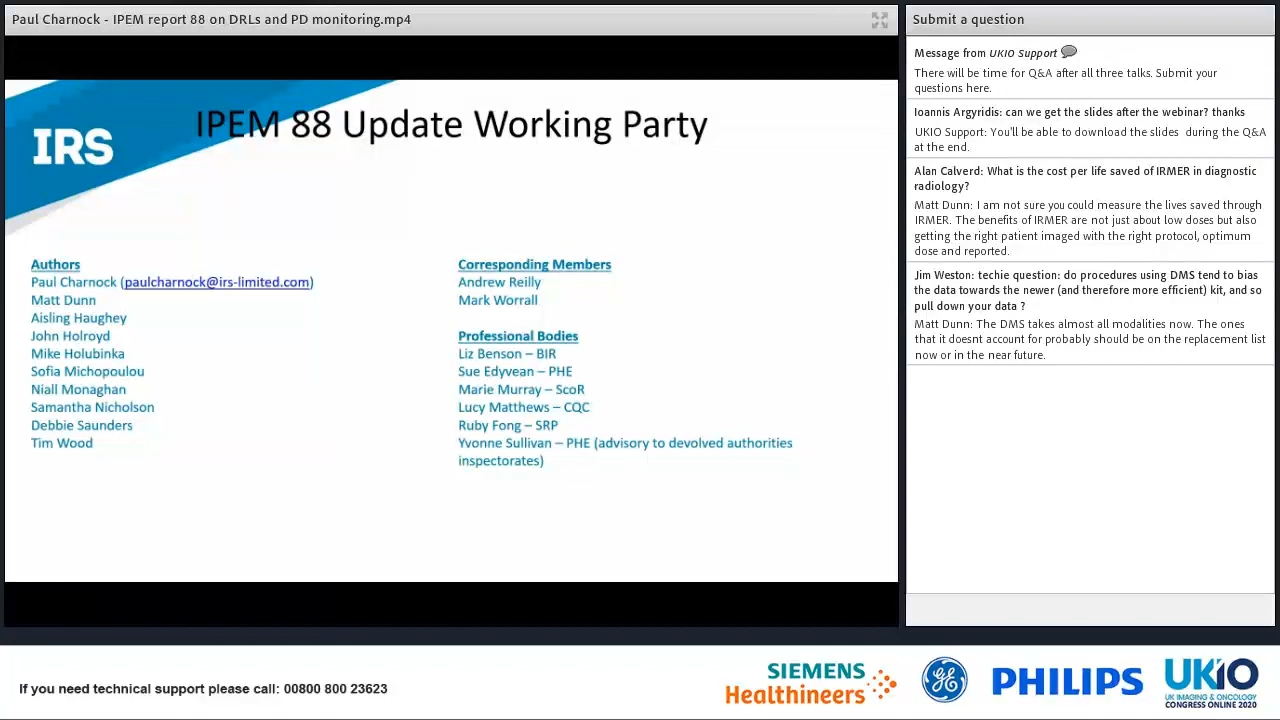 Paul Charnock - IPEM report 88 on DRLs and PD monitoring.mp4
IPEM 88 Update Working Party
IRS
Authors
Paul Charnock (paulcharnock@irs-limited.com)
Matt Dunn
Aisling Haughey
John Holroyd
Mike Holubinka
Sofia Michopoulou
Niall Monaghan
Samantha Nicholson
Debbie Saunders
Tim Wood
Corresponding Members
Andrew Reilly
Mark Worrall
Professional Bodies
Liz Benson – BIR
Sue Edyvean – PHE
Marie Murray – ScoR
Lucy Matthews – CQC
Ruby Fong – SRP
Yvonne Sullivan – PHE (advisory to devolved authorities
inspectorates)
Submit a question
Message from UKIO Support
There will be time for Q&A after all three talks. Submit your
questions here.
Ioannis Argyridis: can we get the slides after the webinar? thanks
UKIO Support: You'll be able to download the slides  during the Q&A
at the end.
Alan Calverd: What is the cost per life saved of IRMER in diagnostic
radiology?
Matt Dunn: I am not sure you could measure the lives saved through
IRMER. The benefits of IRMER are not just about low doses but also
getting the right patient imaged with the right protocol, optimum
dose and reported.
Jim Weston: techie question: do procedures using DMS tend to bias
the data towards the newer (and therefore more efficient) kit, and so
pull down your data ?
Matt Dunn: The DMS takes almost all modalities now. The ones
that it doesnt account for probably should be on the replacement list
now or in the near future.
If you need technical support please call: 00800 800 23623
SIEMENS
Healthineers
GE
PHILIPS
UKIO
UK IMAGING & ONCOLOGY
CONGRESS ONLINE 2020